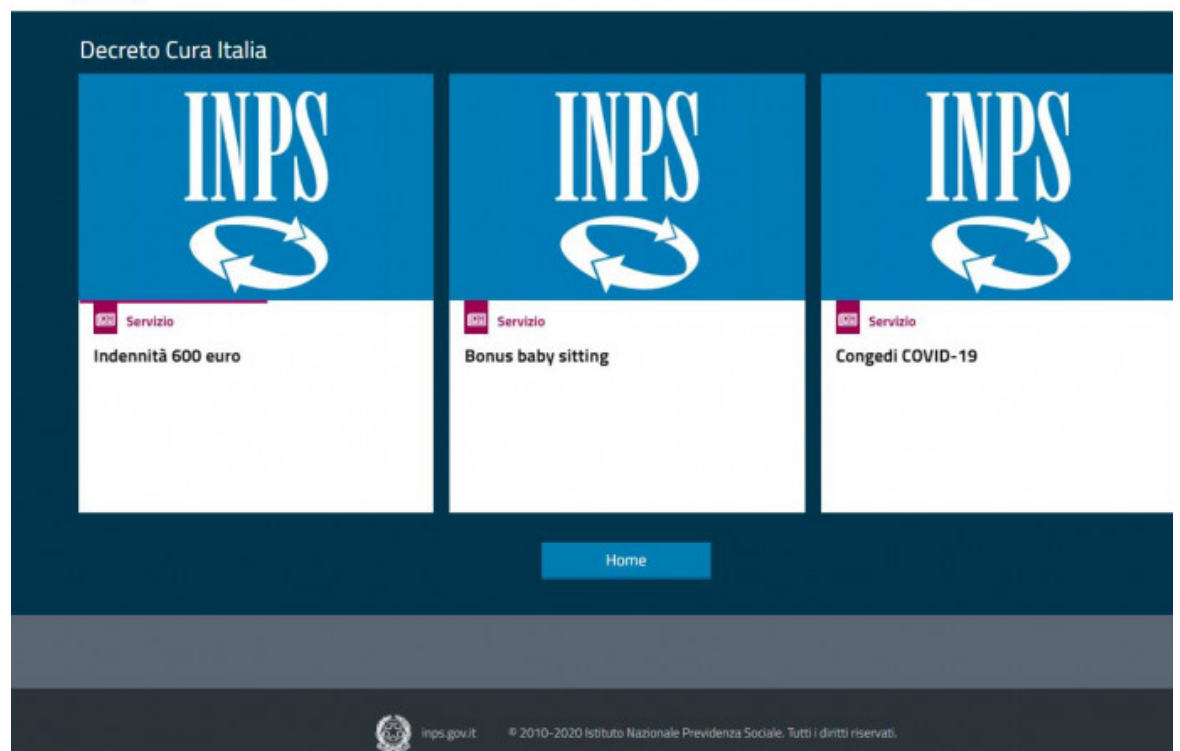 Decreto Cura Italia
INPS
INPS
INPS
Servizio
Indennità 600 euro
Servizio
Bonus baby sitting
Servizio
Congedi COVID-19
Home
inps.gov.it © 2010-2020 Istituto Nazionale Previdenza Sociale. Tutti i diritti riservati.